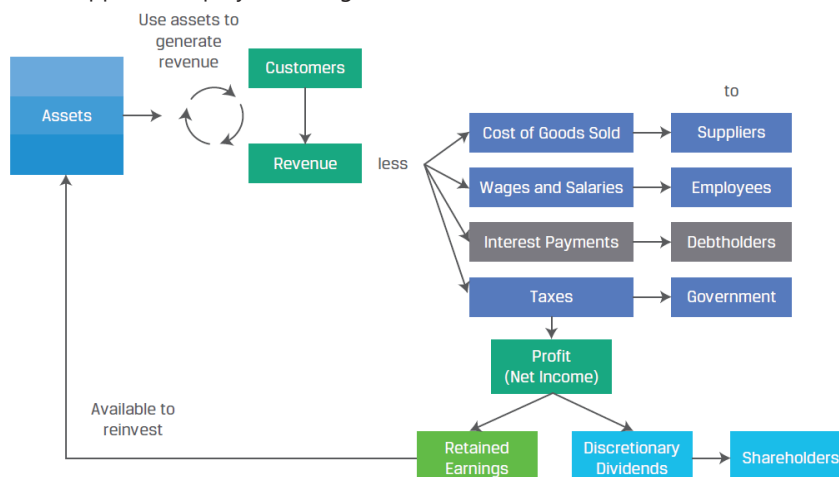 Use assets to
generate
revenue
Customers
Assets
to
Cost of Goods Sold
Suppliers
Revenue
less
Wages and Salaries
Employees
Interest Payments
Debtholders
Taxes
Government
Profit
(Net Income)
Available to
reinvest
Retained
Earnings
Discretionary
Dividends
Shareholders